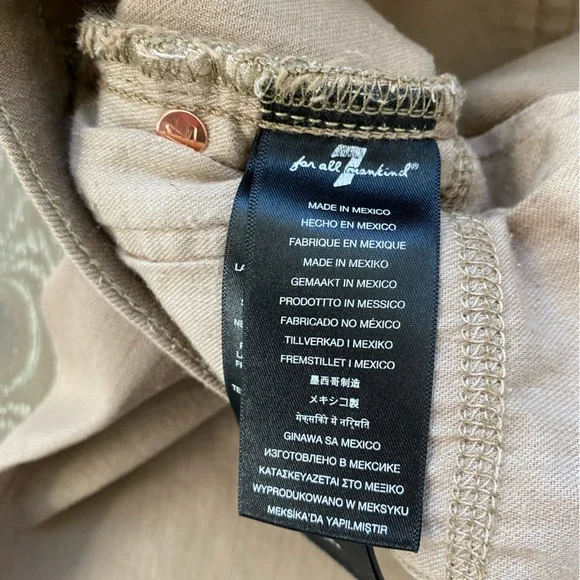 7
for all mankind®
MADE IN MEXICO
HECHO EN MEXICO
FABRIQUE EN MEXIQUE
MADE IN MEXIKO
GEMAAKT IN MEXICO
PRODOTTTO IN MESSICO
FABRICADO NO MÉXICO
TILLVERKAD I MEXIKO
FREMSTILLET I MEXICO
墨西哥制造
メキシコ製
मेक्सिको में निर्मिति
GINAWA SA MEXICO
ИЗГОТОВЛЕНО В МЕКСИКЕ
ΚΑΤΑΣΚΕΥΑΖΕΤΑΙ ΣΤΟ ΜΕΞΙΚΟ
WYPRODUKOWANO W MEKSYKU
MEKSİKA'DA YAPILMIŞTIR